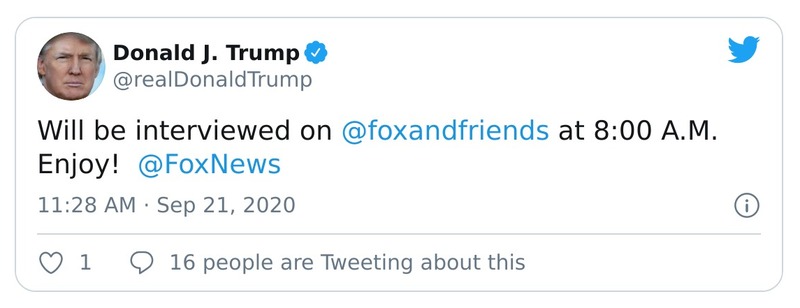 Donald J. Trump
@realDonaldTrump
Will be interviewed on @foxandfriends at 8:00 A.M.
Enjoy!  @FoxNews
11:28 AM · Sep 21, 2020
1 16 people are Tweeting about this